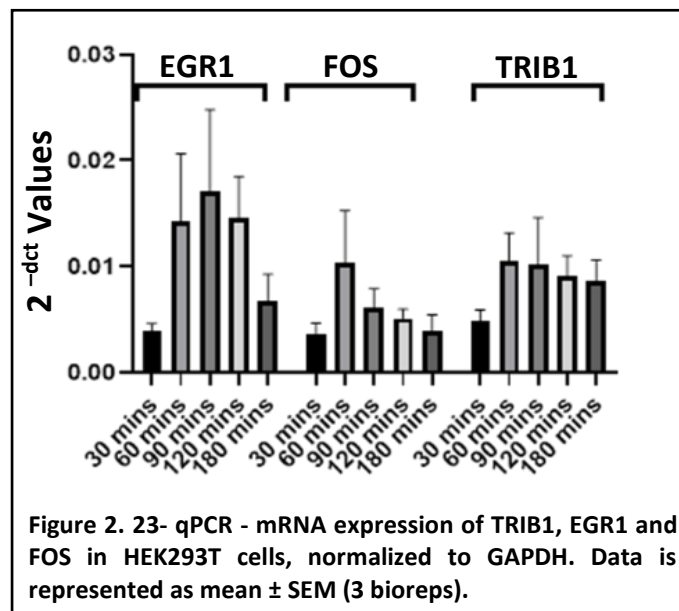 0.03
EGR1 FOS TRIB1
0.02
0.01
0.00
2 –dct Values
30 mins 60 mins 90 mins 120 mins 180 mins 30 mins 60 mins 90 mins 120 mins 180 mins 30 mins 60 mins 90 mins 120 mins 180 mins
Figure 2. 23- qPCR - mRNA expression of TRIB1, EGR1 and
FOS in HEK293T cells, normalized to GAPDH. Data is
represented as mean ± SEM (3 bioreps).